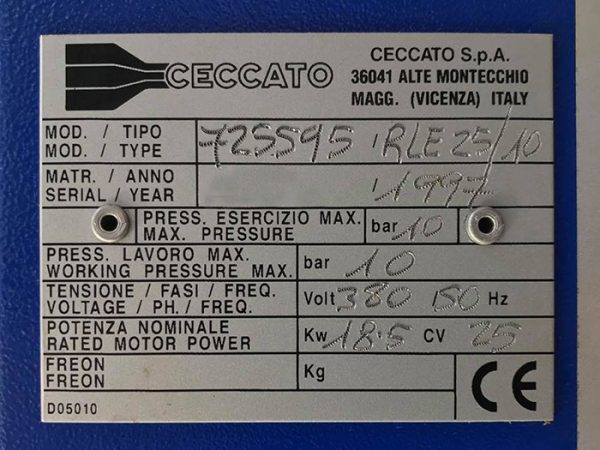 CECCATO
CECCATO S.p.A.
36041 ALTE MONTECCHIO
MAGG. (VICENZA) ITALY
MOD. / TIPO
MOD. / TYPE
725595 RLE 25/10
MATR. / ANNO
SERIAL / YEAR
/ 1997
PRESS. ESERCIZIO MAX.
MAX. PRESSURE
bar 10
PRESS. LAVORO MAX.
WORKING PRESSURE MAX.
bar 10
TENSIONE / FASI / FREQ.
VOLTAGE / PH. / FREQ.
Volt 380 /50 Hz
POTENZA NOMINALE
RATED MOTOR POWER
Kw 18.5 CV 25
FREON
FREON
Kg
CE
D05010